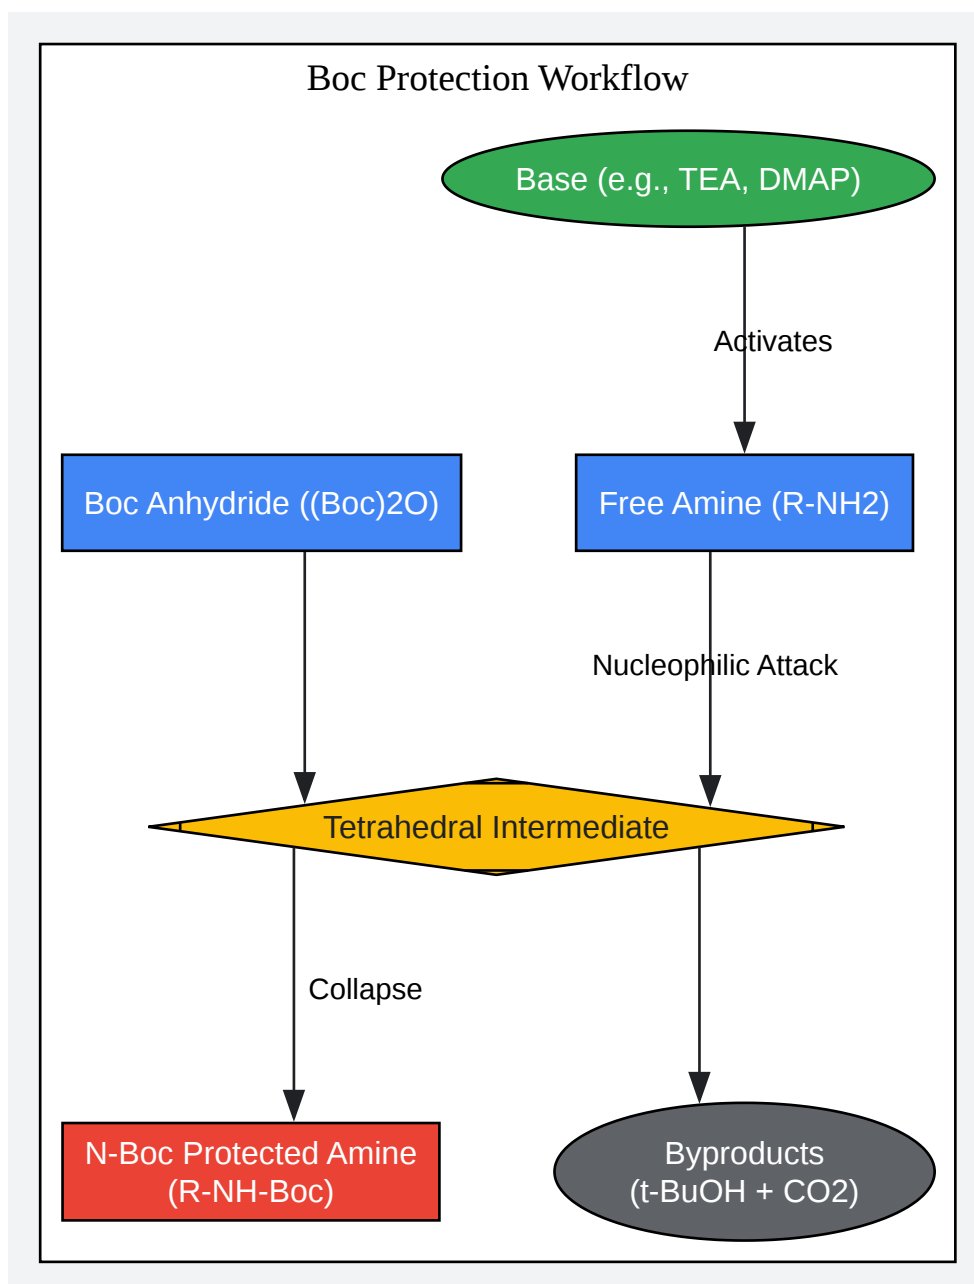 Boc Protection Workflow
Base (e.g., TEA, DMAP)
Activates
Boc Anhydride ((Boc)2O)
Free Amine (R-NH2)
Nucleophilic Attack
Tetrahedral Intermediate
Collapse
N-Boc Protected Amine
(R-NH-Boc)
Byproducts
(t-BuOH + CO2)